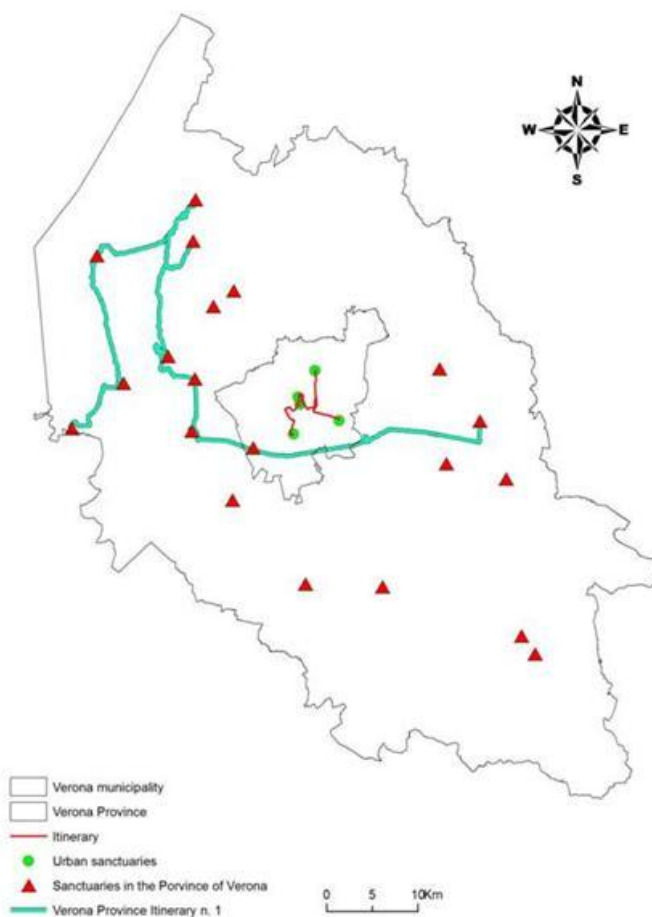 N
W E
S
Verona municipality
Verona Province
Itinerary
Urban sanctuaries
Sanctuaries in the Porvince of Verona
Verona Province Itinerary n. 1
0 5 10Km